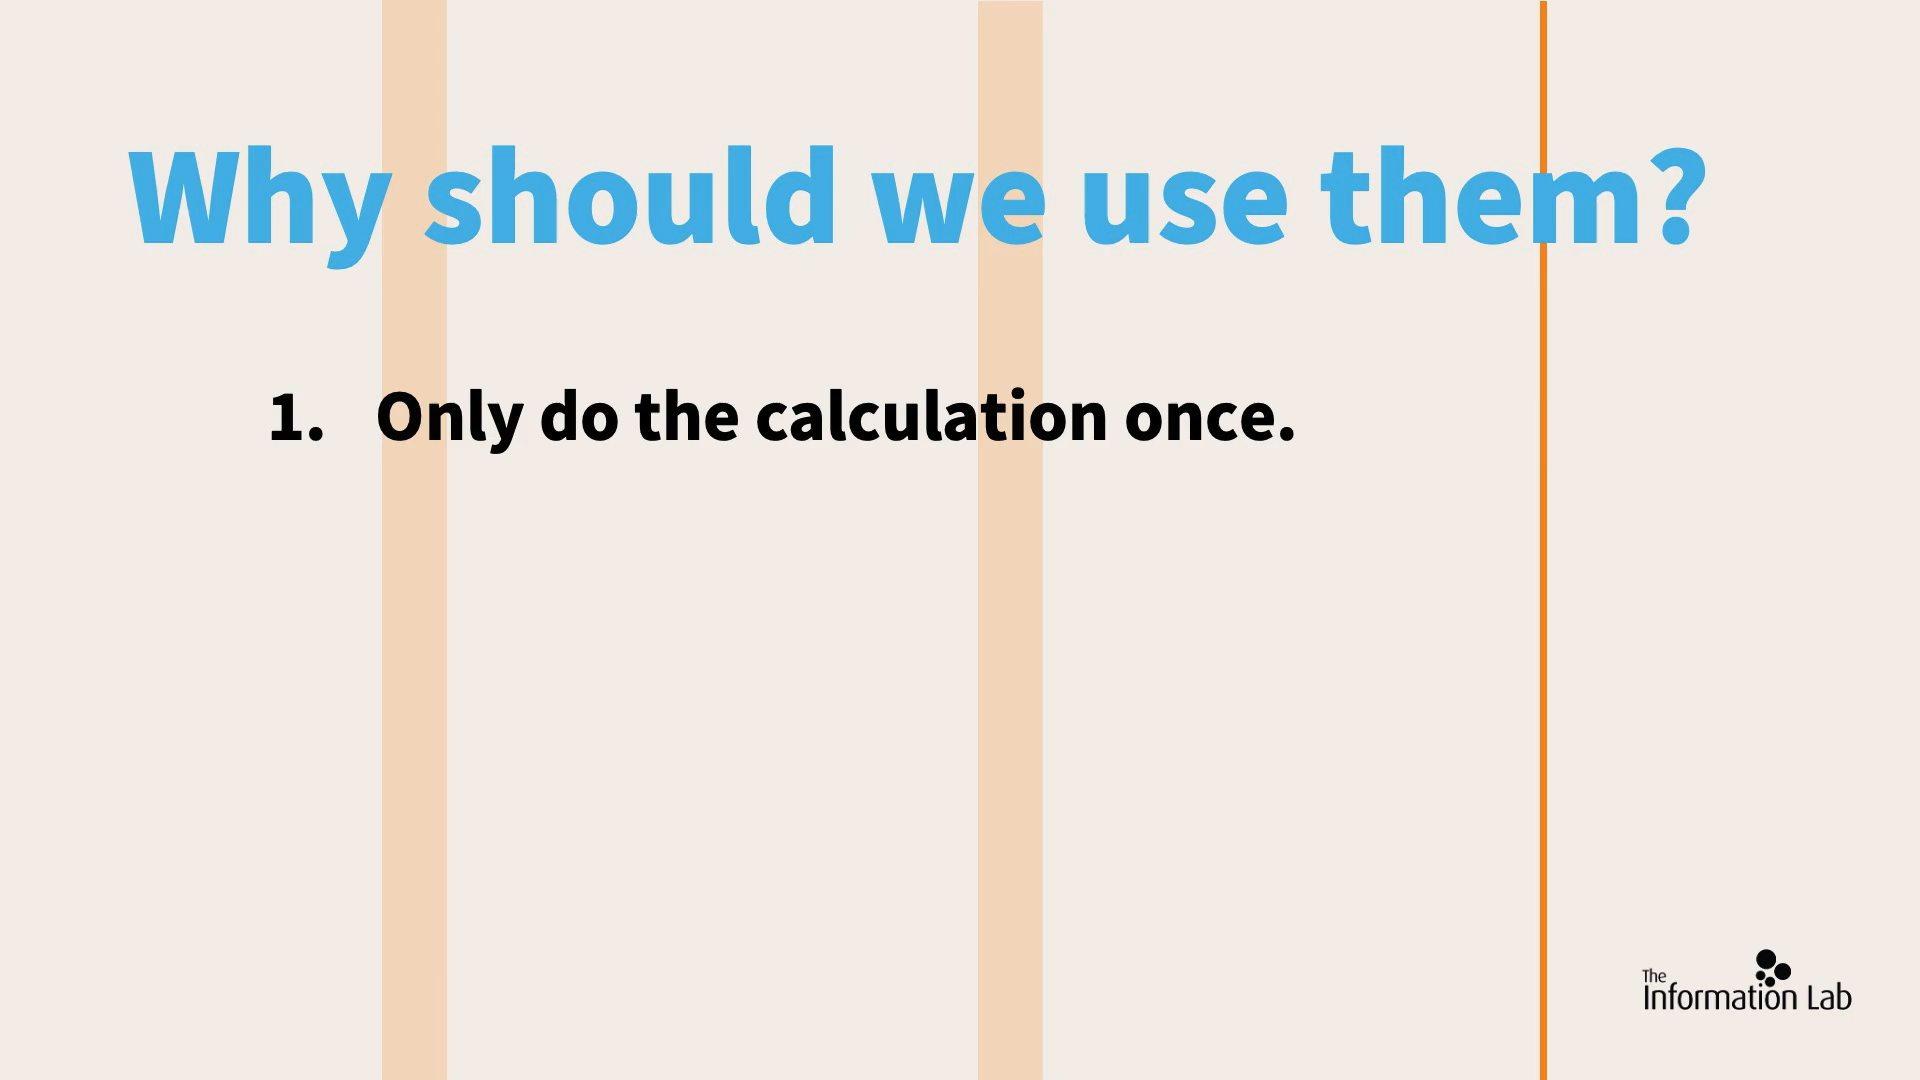 Why should we use them?
1. Only do the calculation once.
The
Information Lab